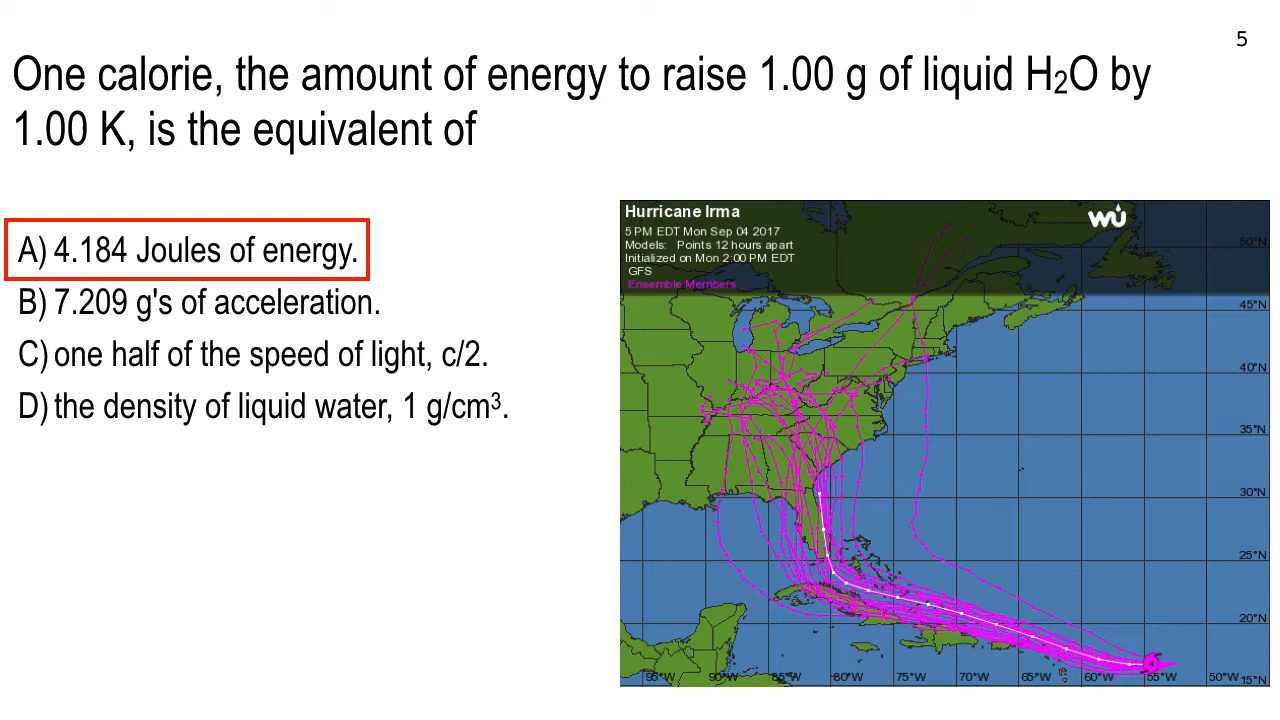 5
One calorie, the amount of energy to raise 1.00 g of liquid H₂O by
1.00 K, is the equivalent of
A) 4.184 Joules of energy.
B) 7.209 g's of acceleration.
C) one half of the speed of light, c/2.
D) the density of liquid water, 1 g/cm³.
Hurricane Irma
wu
5 PM EDT Mon Sep 04 2017
Models: Points 12 hours apart
Initialized on Mon 2:00 PM EDT
GFS
Ensemble Members
50°N
45°N
40°N
35°N
30°N
25°N
20°N
95°W 90°W 85°W 80°W 75°W 70°W 65°W 60°W 55°W 50°W 15°N